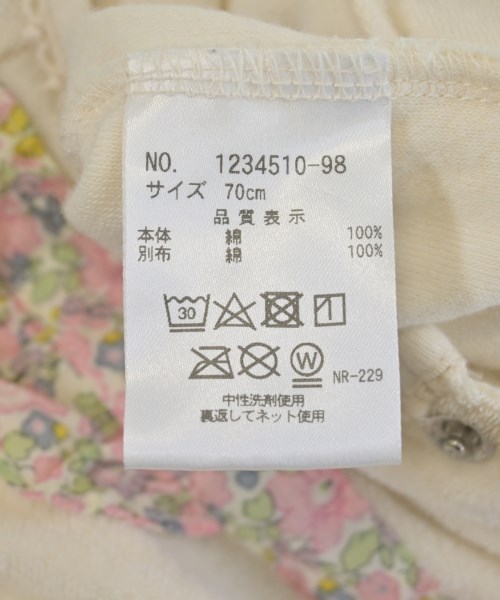 NO. 1234510-98
サイズ 70cm
品質表示
本体 綿 100%
別布 綿 100%
30
W
NR-229
中性洗剤使用
裏返してネット使用